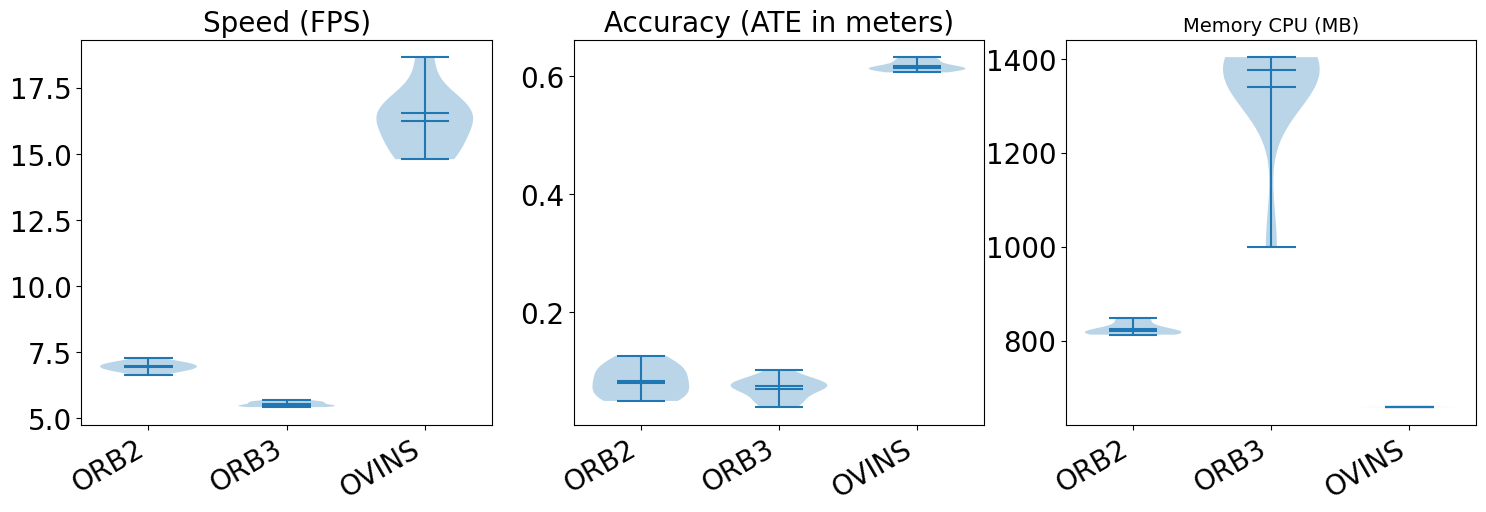 Speed (FPS)
17.5
15.0
12.5
10.0
7.5
5.0
ORB2
ORB3
OVINS
Accuracy (ATE in meters)
0.6
0.4
0.2
ORB2
ORB3
OVINS
Memory CPU (MB)
1400
1200
1000
800
ORB2
ORB3
OVINS